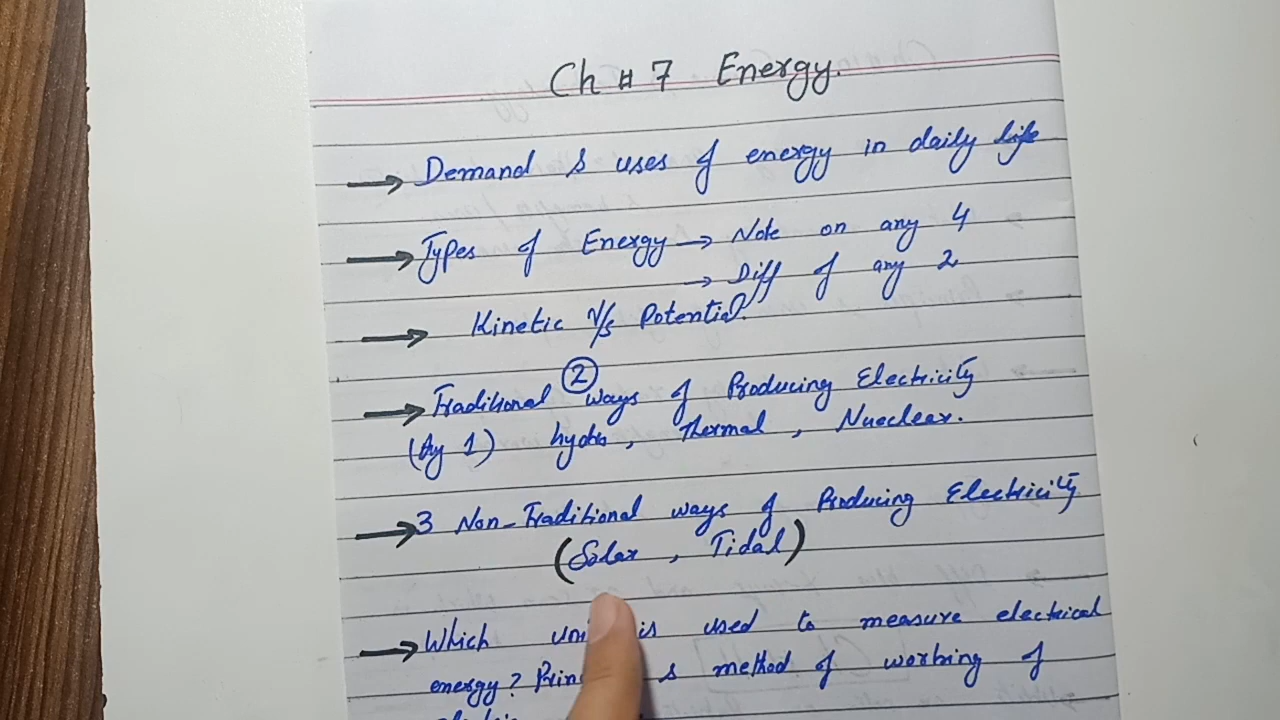 Ch # 7 Energy.
→ Demand & uses of energy in daily life
→ Types of Energy → Note on any 4
→ Diff of any 2
→ Kinetic V/s Potential.
→ Traditional ② ways of Producing Electricity
(Any 1) hydro, Thermal, Nueclear.
→ 3 Non-Traditional ways of Producing Electricity
(Solar, Tidal)
→ Which is used to measure electrical
energy? & method of working of